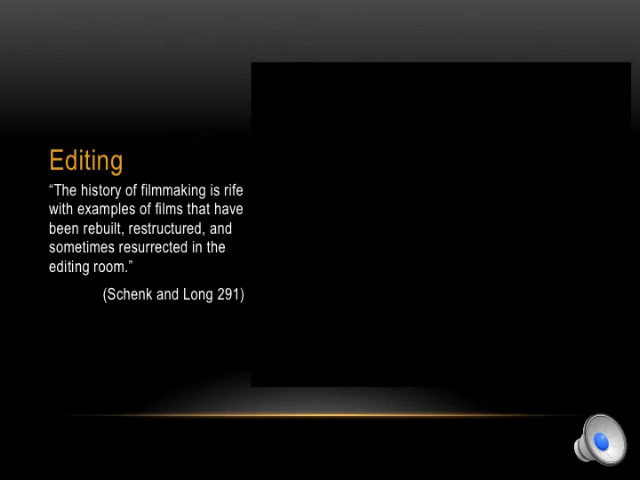 Editing
“The history of filmmaking is rife
with examples of films that have
been rebuilt, restructured, and
sometimes resurrected in the
editing room.”
(Schenk and Long 291)